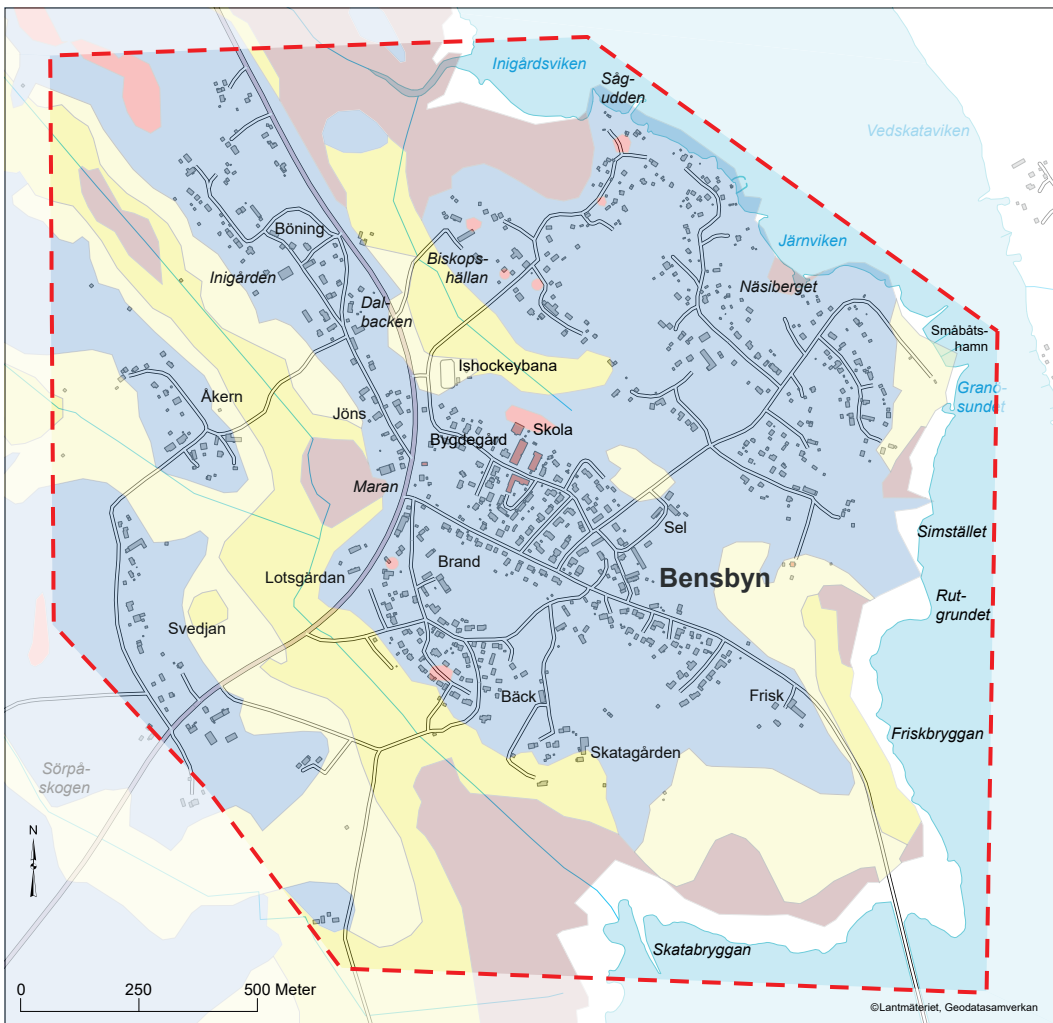 Inigårdsviken
Såg-
udden
Vedskataviken
Böning
Järnviken
Biskops-
hällan
Inigården
Näsiberget
Dal-
backen
Småbåts-
hamn
Ishockeybana
Åkern
Gran-
sundet
Jöns
Bygdegård
Skola
Maran
Sel
Simstället
Brand
Lotsgårdan
Bensbyn
Rut-
grundet
Svedjan
Bäck
Frisk
Friskbryggan
Skatagården
Sörpå-
skogen
N
Skatabryggan
0 250 500 Meter
©Lantmäteriet, Geodatasamverkan